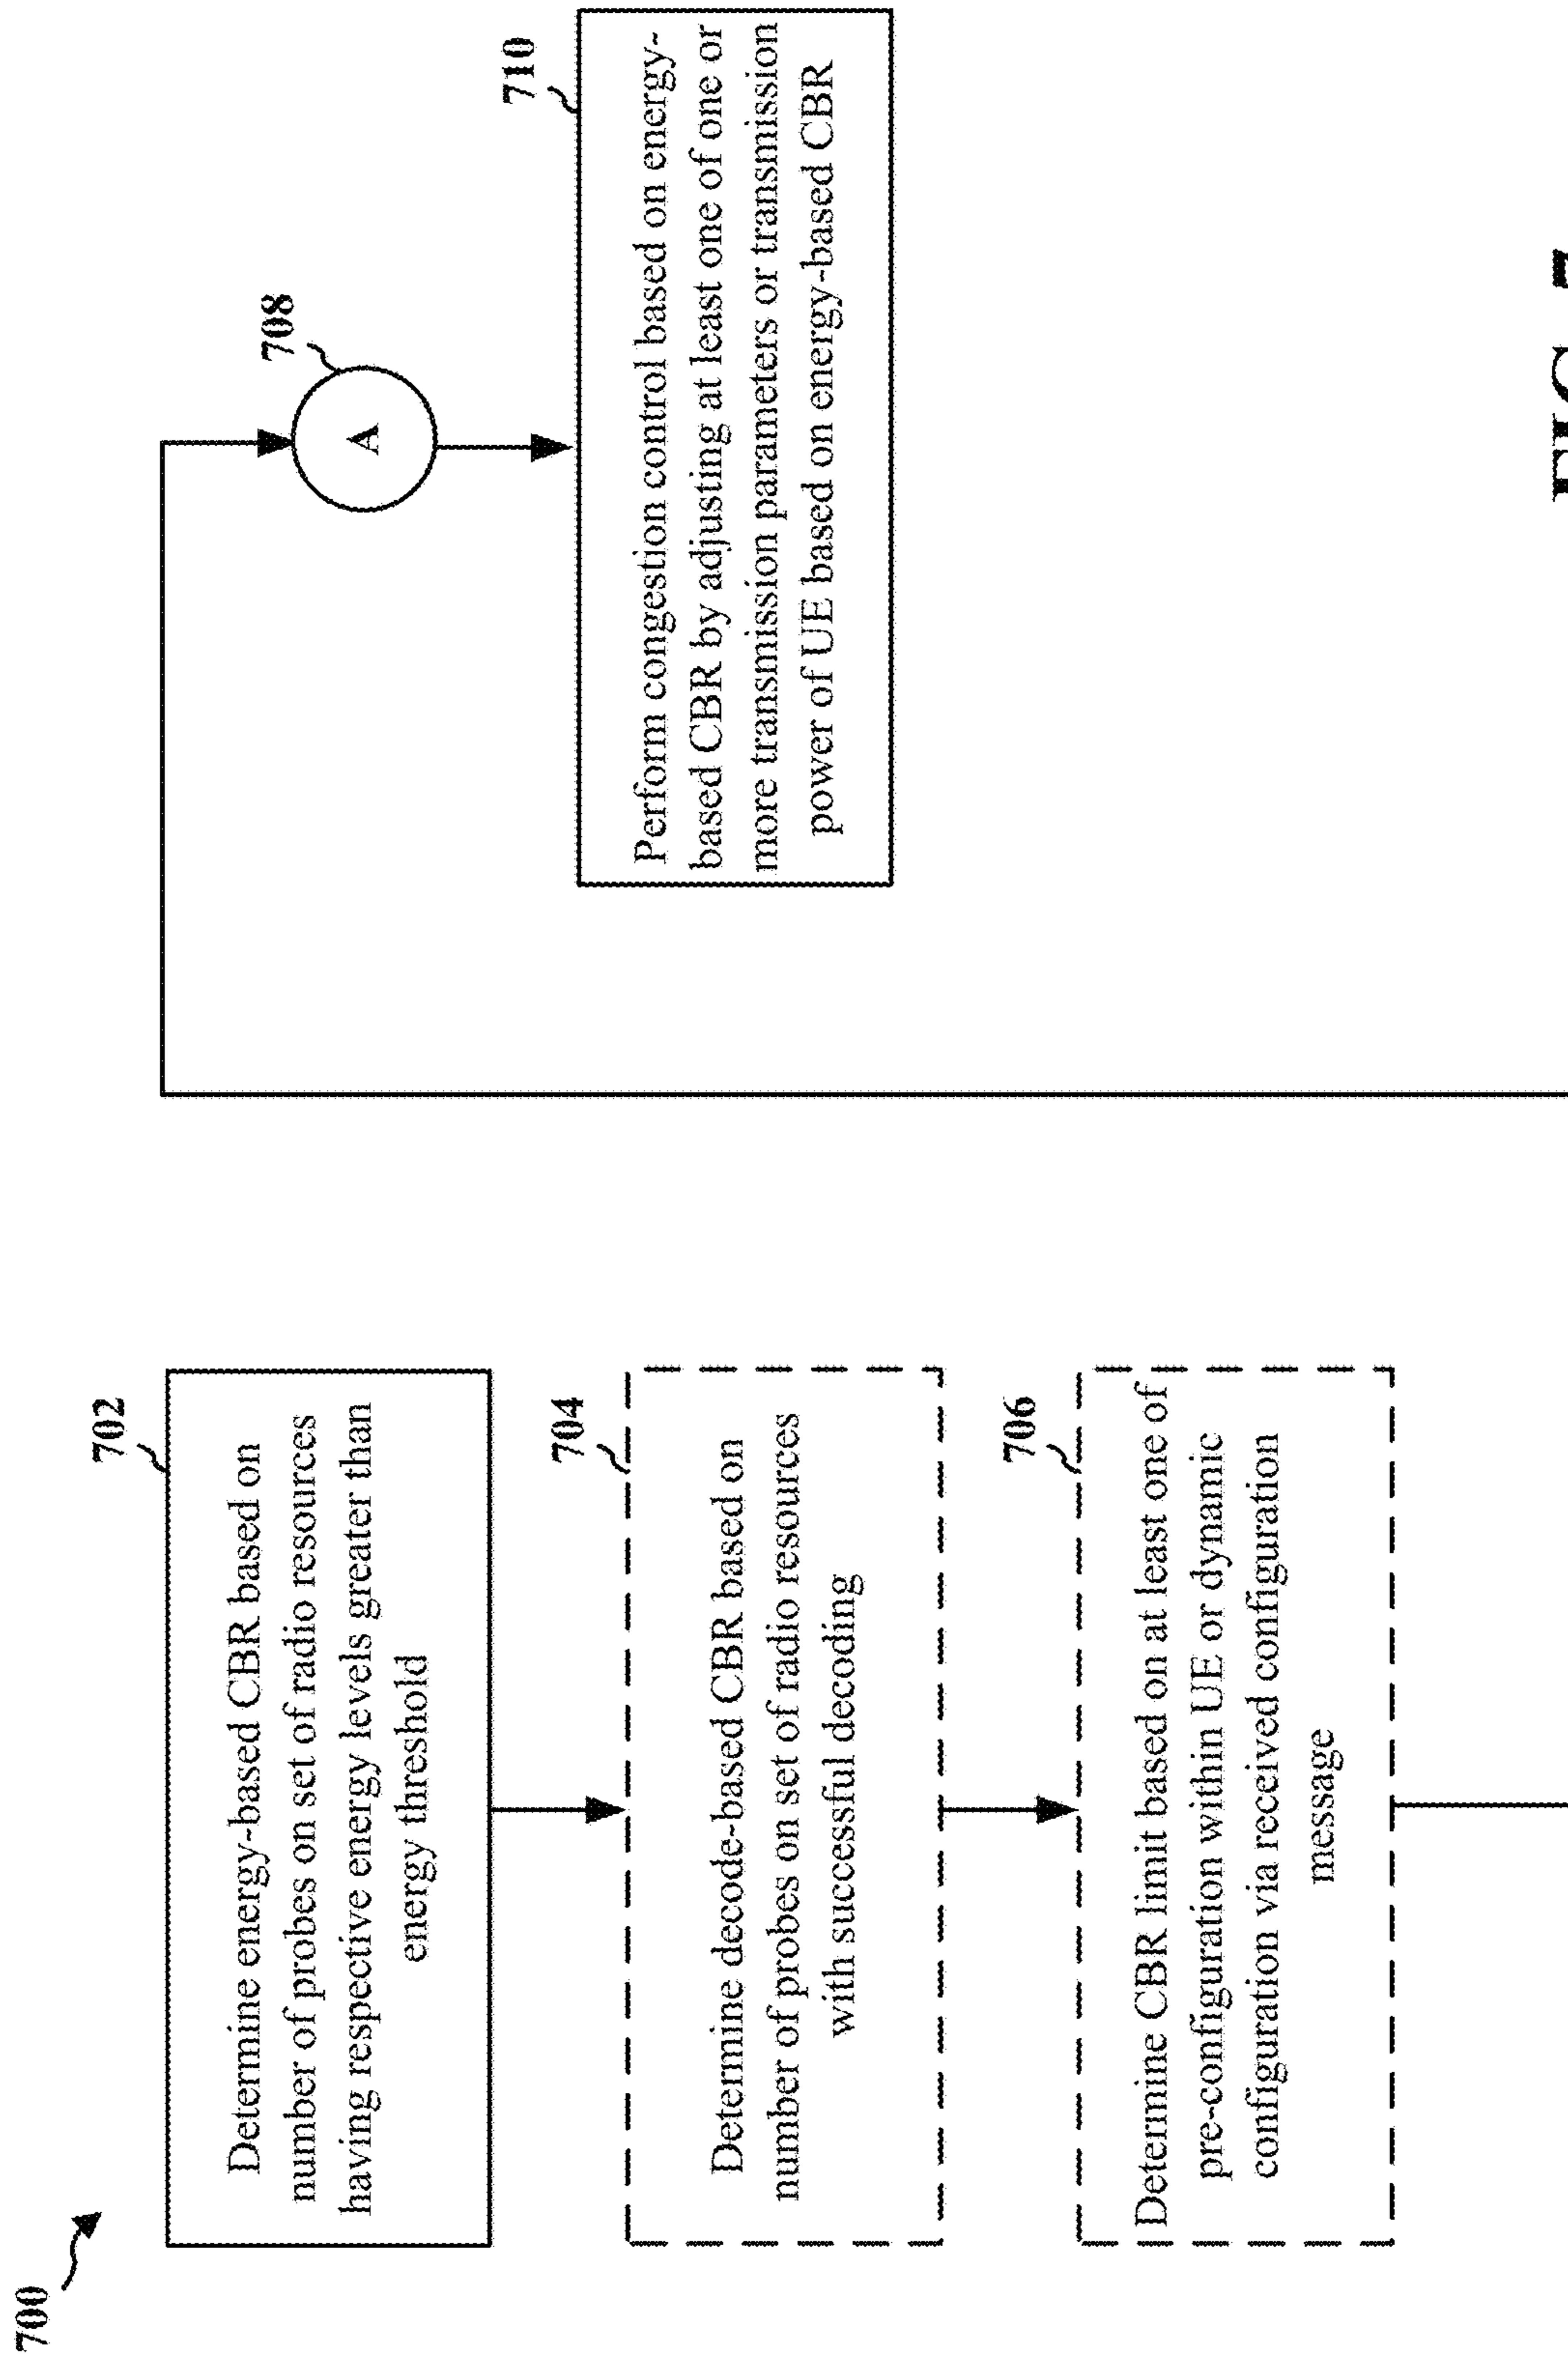 700
702
Determine energy-based CBR based on
number of probes on set of radio resources
having respective energy levels greater than
energy threshold
704
Determine decode-based CBR based on
number of probes on set of radio resources
with successful decoding
706
Determine CBR limit based on at least one of
pre-configuration within UE or dynamic
configuration via received configuration
message
708
A
710
Perform congestion control based on energy-
based CBR by adjusting at least one of one or
more transmission parameters or transmission
power of UE based on energy-based CBR
FIG. 7